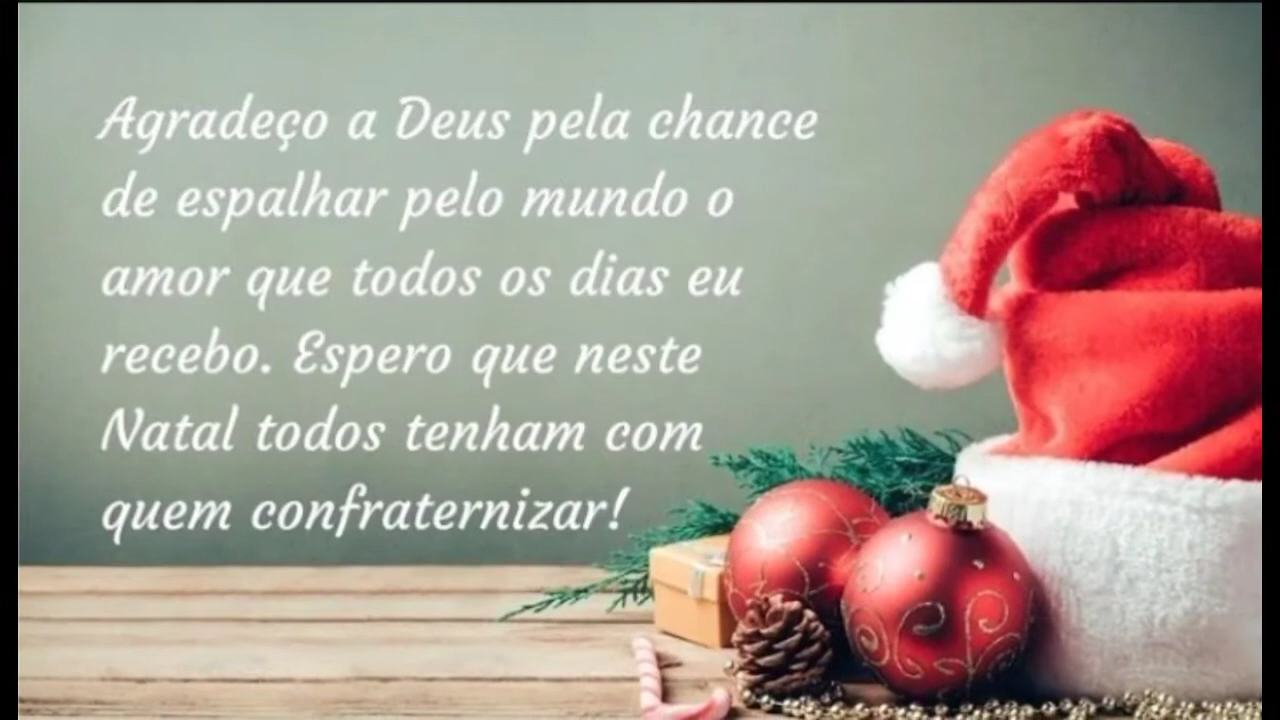 Agradeço a Deus pela chance
de espalhar pelo mundo o
amor que todos os dias eu
recebo. Espero que neste
Natal todos tenham com
quem confraternizar!